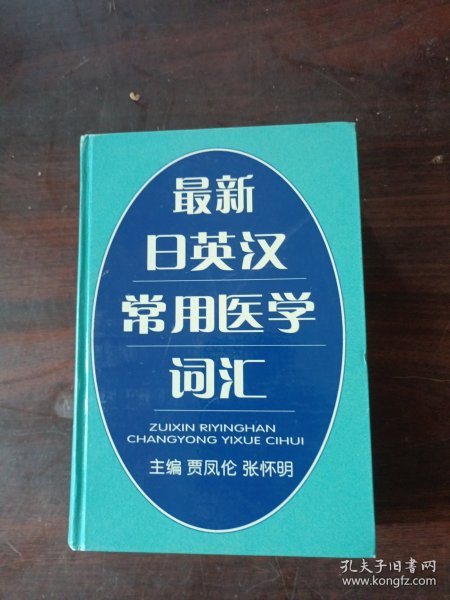 最新
日英汉
常用医学
词汇
ZUIXIN RIYINGHAN
CHANGYONG YIXUE CIHUI
主编 贾凤伦 张怀明
孔夫子旧书网
www.kongfz.com